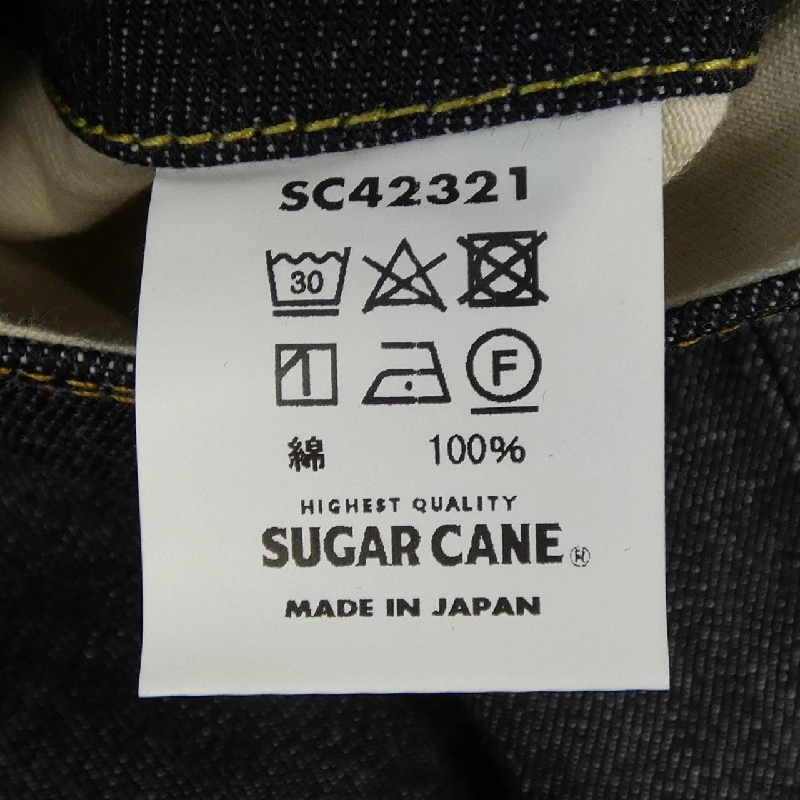 SC42321
30
F
綿 100%
HIGHEST QUALITY
SUGAR CANE®
MADE IN JAPAN